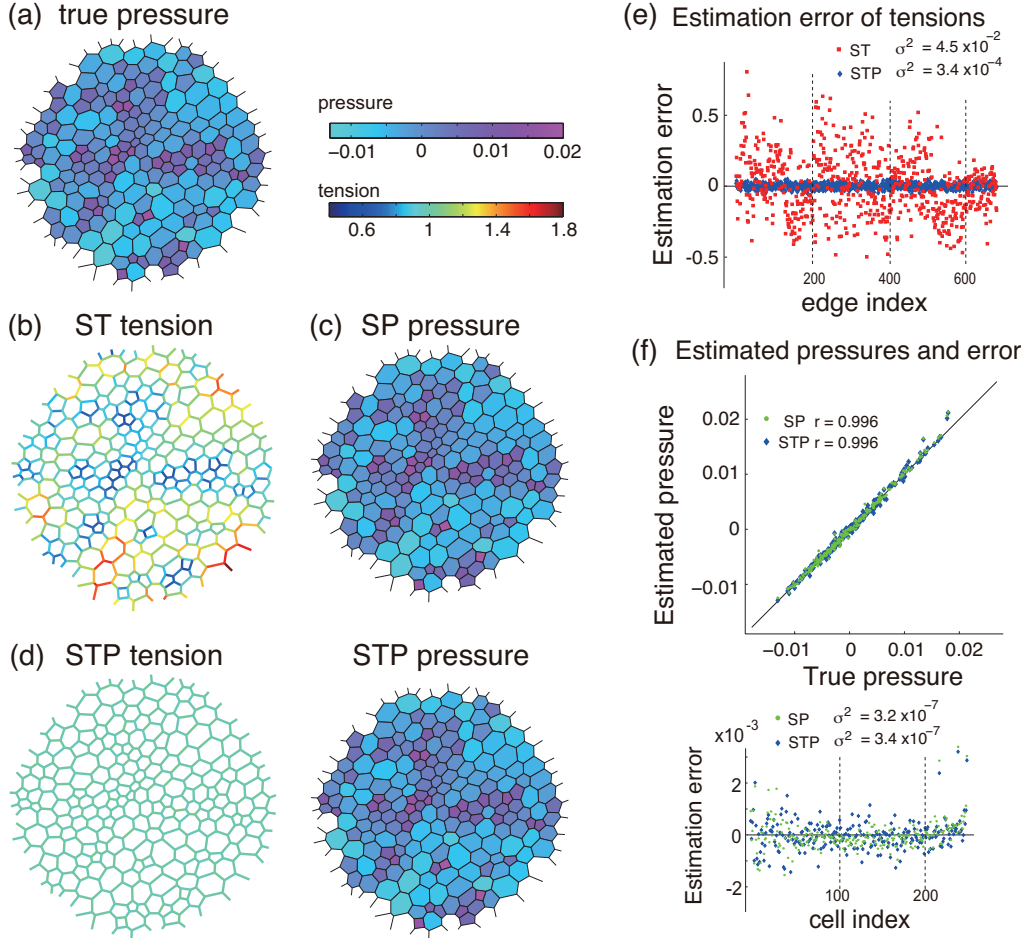 (a) true pressure
pressure
−0.01 0 0.01 0.02
tension
0.6 1 1.4 1.8
(b) ST tension
(c) SP pressure
(d) STP tension
STP pressure
(e) Estimation error of tensions
ST σ² = 4.5 x10⁻²
STP σ² = 3.4 x10⁻⁴
Estimation error
0.5
0
-0.5
200 400 600
edge index
(f) Estimated pressures and error
SP r = 0.996
STP r = 0.996
Estimated pressure
0.02
0.01
0
−0.01
−0.01 0 0.01 0.02
True pressure
x10⁻³
SP σ² = 3.2 x10⁻⁷
STP σ² = 3.4 x10⁻⁷
Estimation error
2
0
-2
100 200
cell index